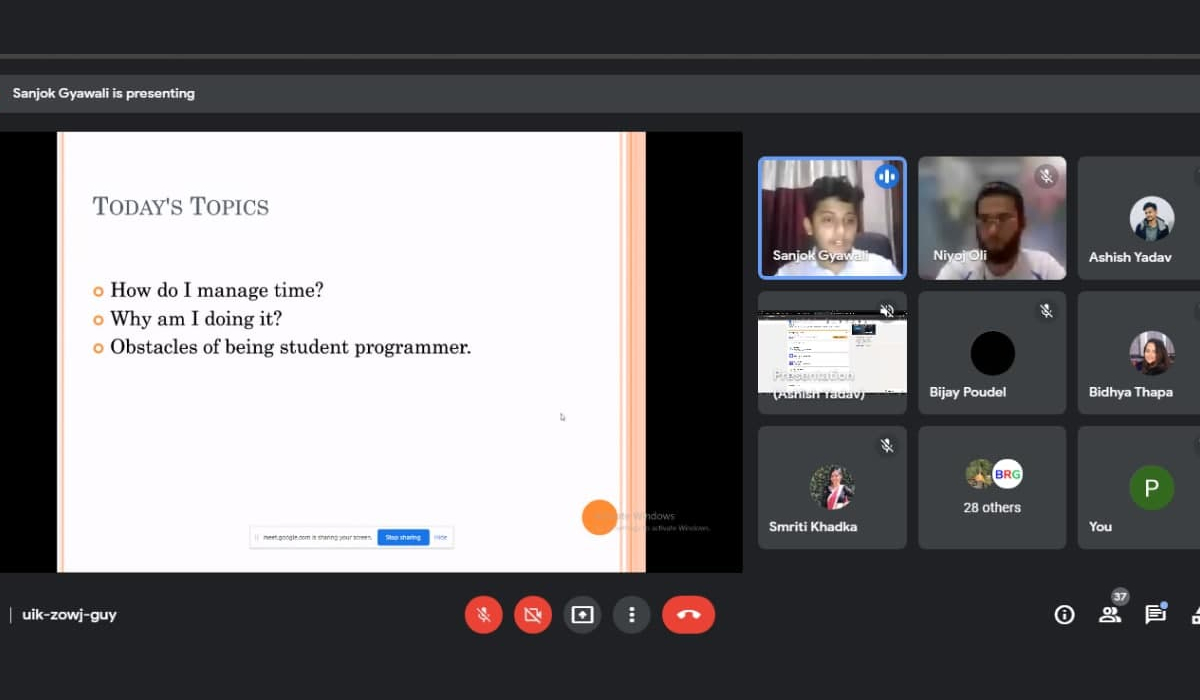 Sanjok Gyawali is presenting
TODAY'S TOPICS
How do I manage time?
Why am I doing it?
Obstacles of being student programmer.
meet.google.com is sharing your screen.
Stop sharing
Hide
Windows
activate Windows.
Sanjok Gyawali
Nivoj Oli
Ashish Yadav
Presentation
(Ashish Yadav)
Bijay Poudel
Bidhya Thapa
Smriti Khadka
BRG
28 others
P
You
| uik-zowj-guy
37